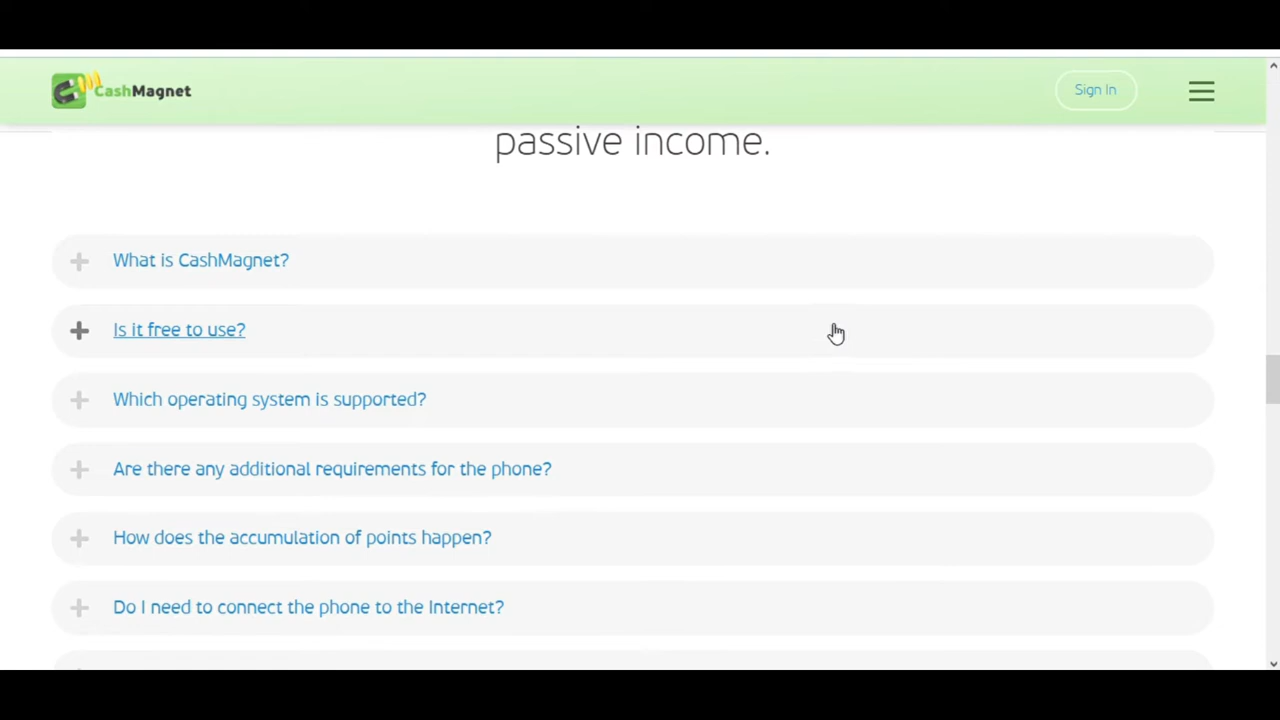 CashMagnet
Sign In
passive income.
What is CashMagnet?
Is it free to use?
Which operating system is supported?
Are there any additional requirements for the phone?
How does the accumulation of points happen?
Do I need to connect the phone to the Internet?